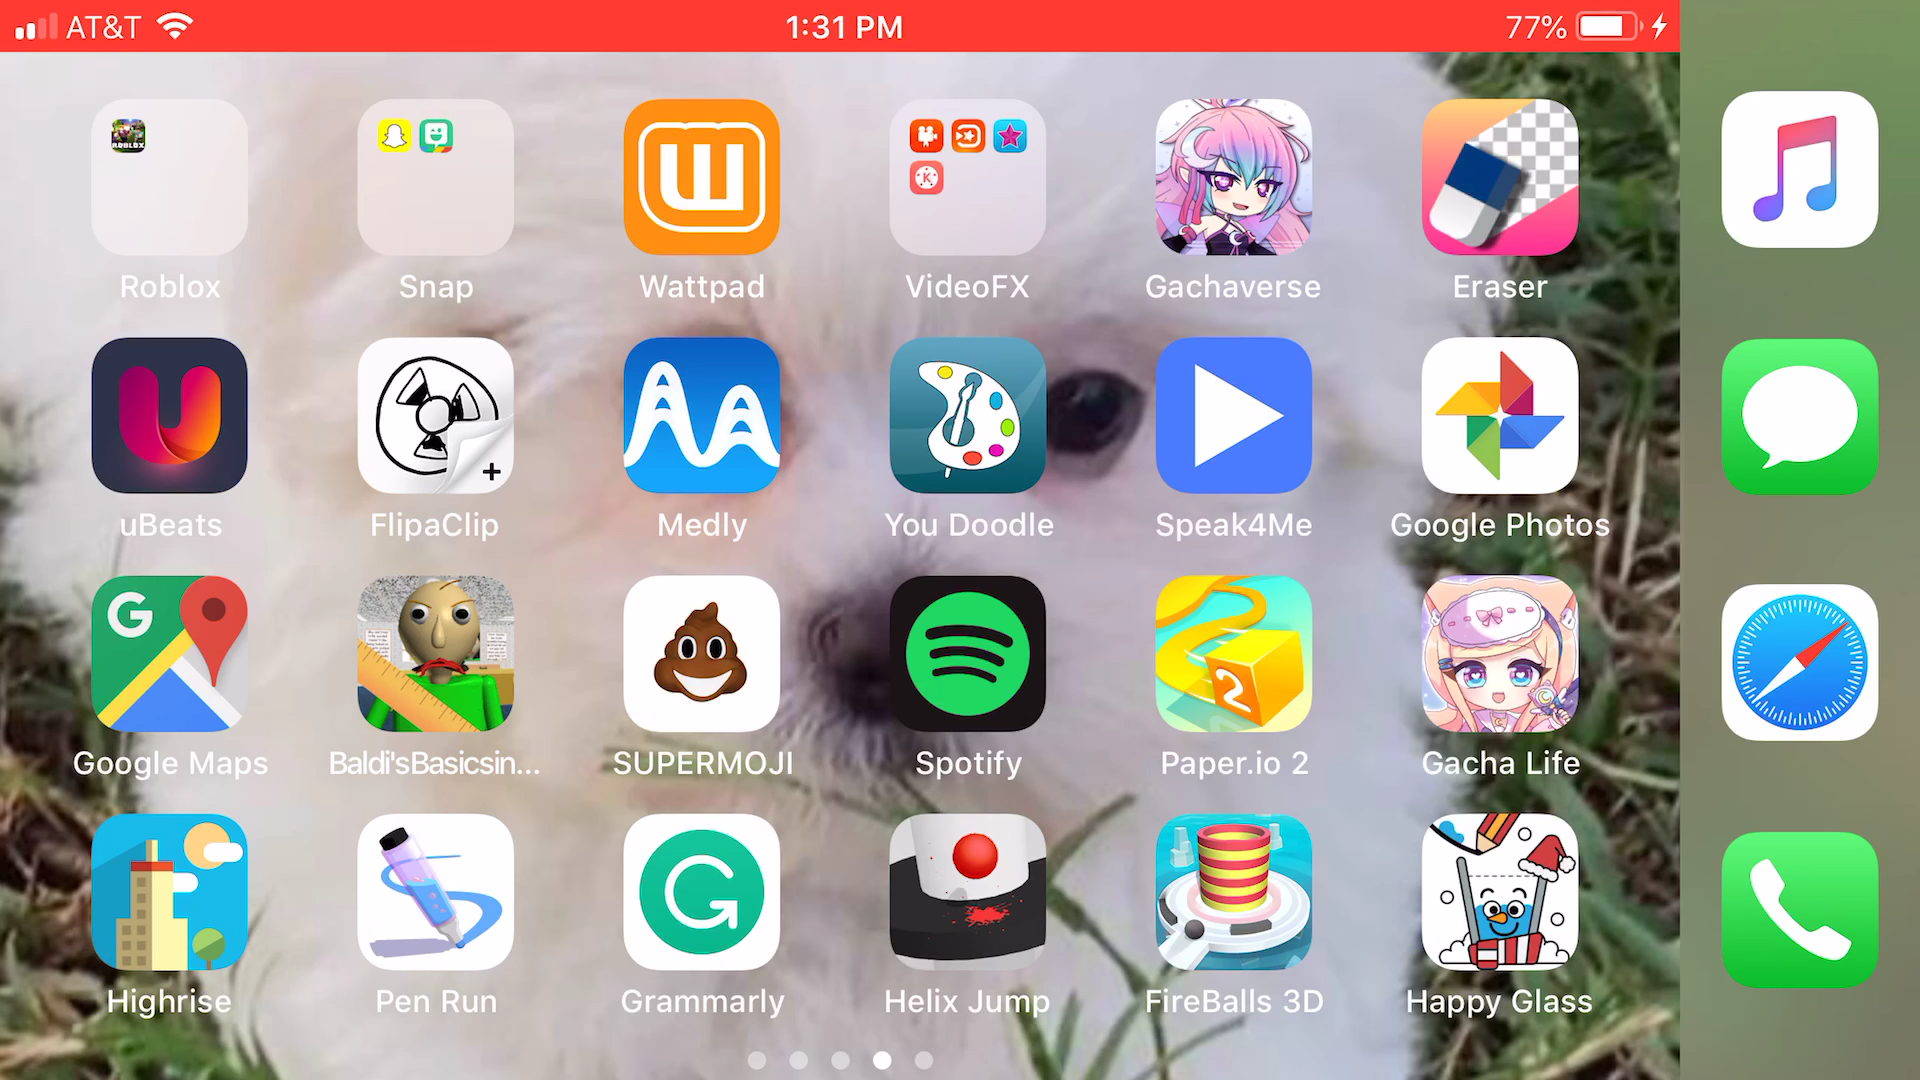 AT&T 1:31 PM 77%
ROBLOX
W
K
Roblox Snap Wattpad VideoFX Gachaverse Eraser
U
+
uBeats FlipaClip Medly You Doodle Speak4Me Google Photos
G
2
Google Maps Baldi'sBasicsin... SUPERMOJI Spotify Paper.io 2 Gacha Life
G
Highrise Pen Run Grammarly Helix Jump FireBalls 3D Happy Glass